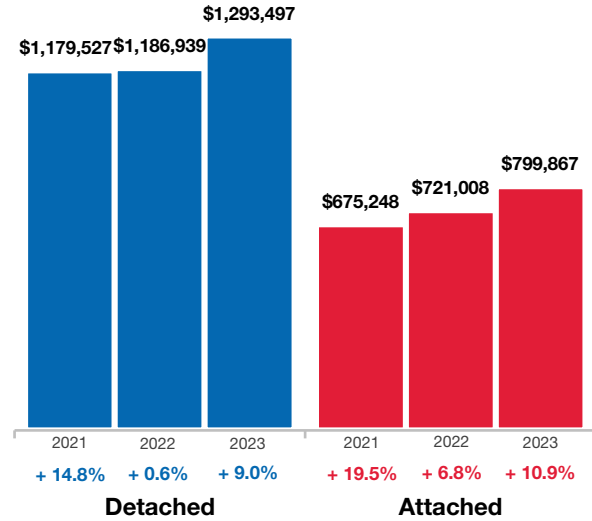 $1,293,497
$1,179,527 $1,186,939
$799,867
$721,008
$675,248
2021 2022 2023 2021 2022 2023
+ 14.8% + 0.6% + 9.0% + 19.5% + 6.8% + 10.9%
Detached Attached